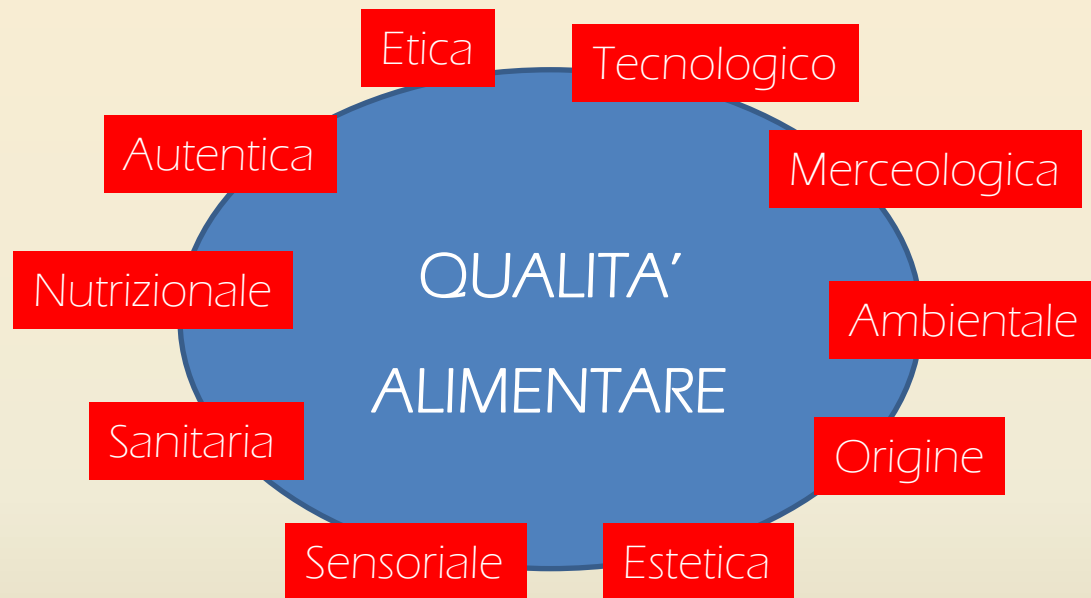 Etica
Tecnologico
Autentica
Merceologica
QUALITA’
Nutrizionale
Ambientale
ALIMENTARE
Sanitaria
Origine
Sensoriale
Estetica